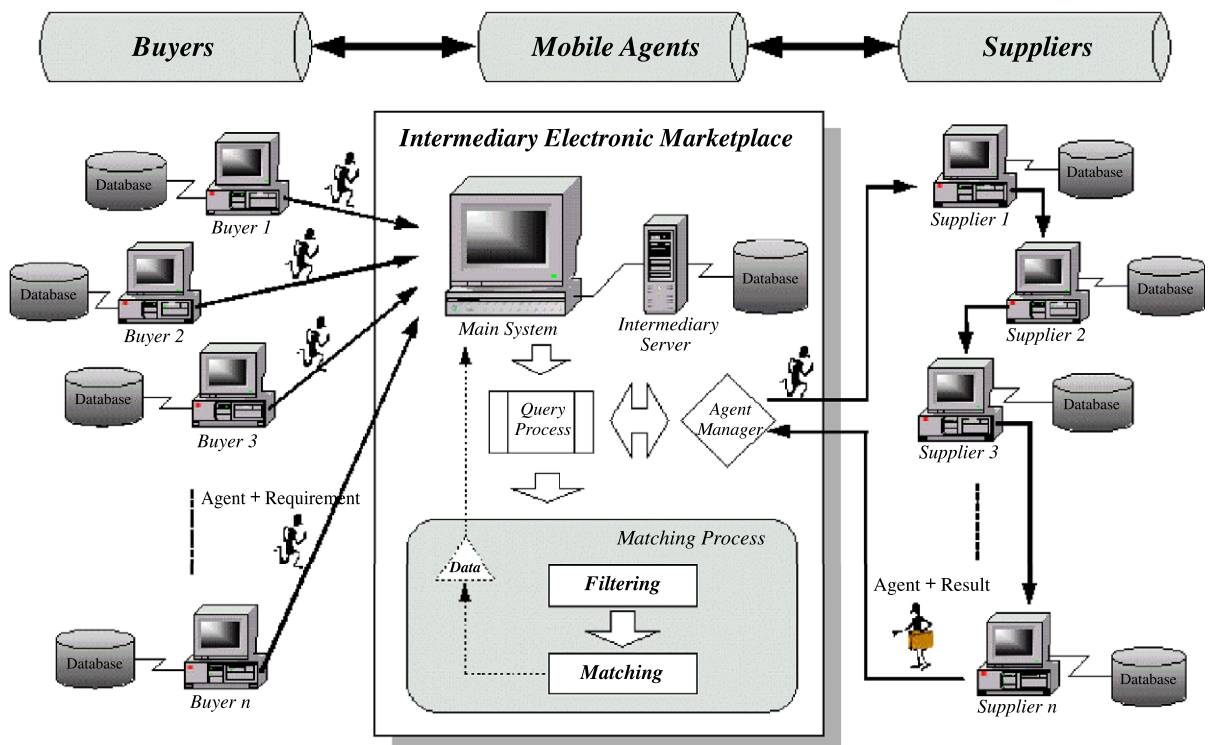 Buyers
Mobile Agents
Suppliers
Intermediary Electronic Marketplace
Database
Buyer 1
Database
Buyer 2
Database
Buyer 3
Agent + Requirement
Database
Buyer n
Main System
Intermediary
Server
Database
Query
Process
Agent
Manager
Matching Process
Data
Filtering
Matching
Database
Supplier 1
Database
Supplier 2
Database
Supplier 3
Agent + Result
Database
Supplier n